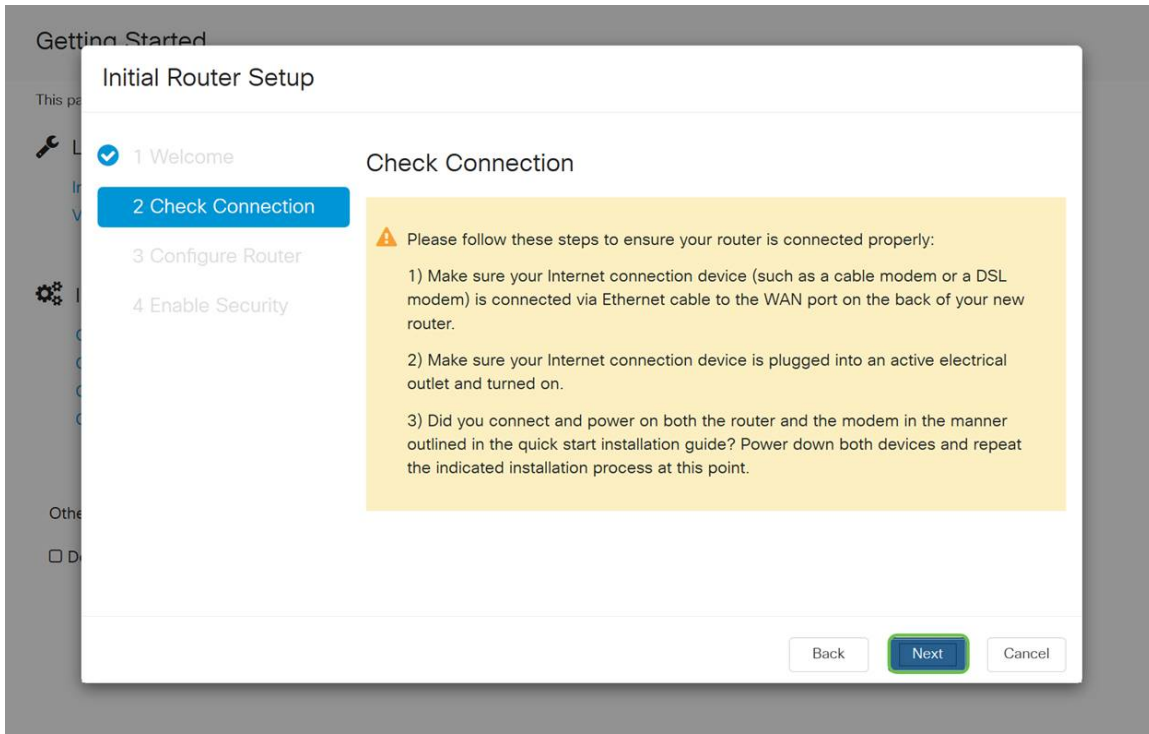 Getting Started
Initial Router Setup
This pa
L
1 Welcome
Check Connection
In
2 Check Connection
V
Please follow these steps to ensure your router is connected properly:
3 Configure Router
1) Make sure your Internet connection device (such as a cable modem or a DSL
modem) is connected via Ethernet cable to the WAN port on the back of your new
router.
4 Enable Security
I
2) Make sure your Internet connection device is plugged into an active electrical
outlet and turned on.
3) Did you connect and power on both the router and the modem in the manner
outlined in the quick start installation guide? Power down both devices and repeat
the indicated installation process at this point.
Othe
Back
Next
Cancel